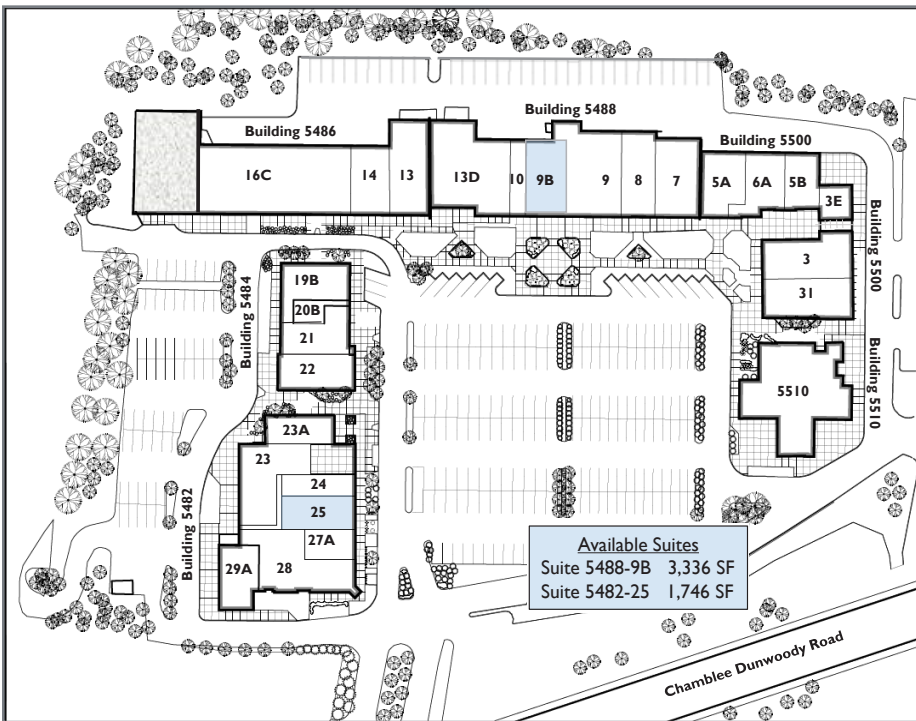 Building 5488
Building 5486
Building 5500
16C
14
13
13D
10
9B
9
8
7
5A
6A
5B
3E
Building 5500
3
31
Building 5484
19B
20B
21
22
Building 5510
5510
23A
23
24
25
27A
28
29A
Building 5482
Available Suites
Suite 5488-9B 3,336 SF
Suite 5482-25 1,746 SF
Chamblee Dunwoody Road